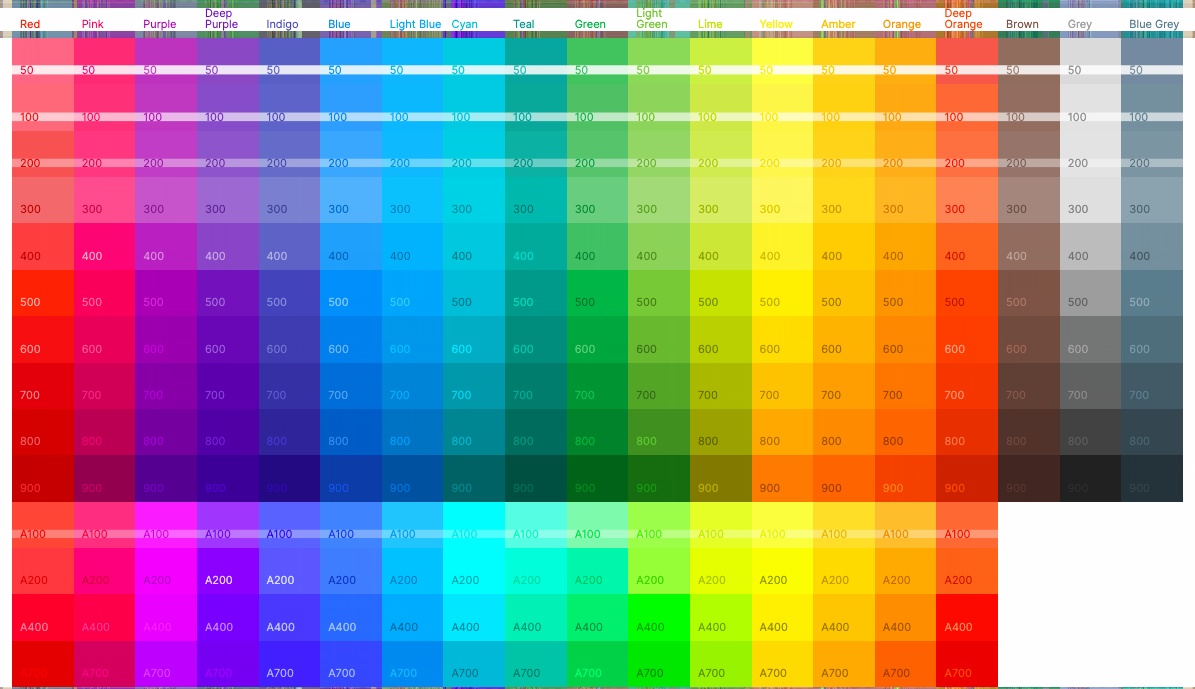 Red Pink Purple Deep Purple Indigo Blue Light Blue Cyan Teal Green Light Green Lime Yellow Amber Orange Deep Orange Brown Grey Blue Grey
50 50 50 50 50 50 50 50 50 50 50 50 50 50 50 50 50 50 50
100 100 100 100 100 100 100 100 100 100 100 100 100 100 100 100 100 100 100
200 200 200 200 200 200 200 200 200 200 200 200 200 200 200 200 200 200 200
300 300 300 300 300 300 300 300 300 300 300 300 300 300 300 300 300 300 300
400 400 400 400 400 400 400 400 400 400 400 400 400 400 400 400 400 400 400
500 500 500 500 500 500 500 500 500 500 500 500 500 500 500 500 500 500 500
600 600 600 600 600 600 600 600 600 600 600 600 600 600 600 600 600 600 600
700 700 700 700 700 700 700 700 700 700 700 700 700 700 700 700 700 700 700
800 800 800 800 800 800 800 800 800 800 800 800 800 800 800 800 800 800 800
900 900 900 900 900 900 900 900 900 900 900 900 900 900 900 900 900 900 900
A100 A100 A100 A100 A100 A100 A100 A100 A100 A100 A100 A100 A100 A100 A100 A100
A200 A200 A200 A200 A200 A200 A200 A200 A200 A200 A200 A200 A200 A200 A200 A200
A400 A400 A400 A400 A400 A400 A400 A400 A400 A400 A400 A400 A400 A400 A400 A400
A700 A700 A700 A700 A700 A700 A700 A700 A700 A700 A700 A700 A700 A700 A700 A700